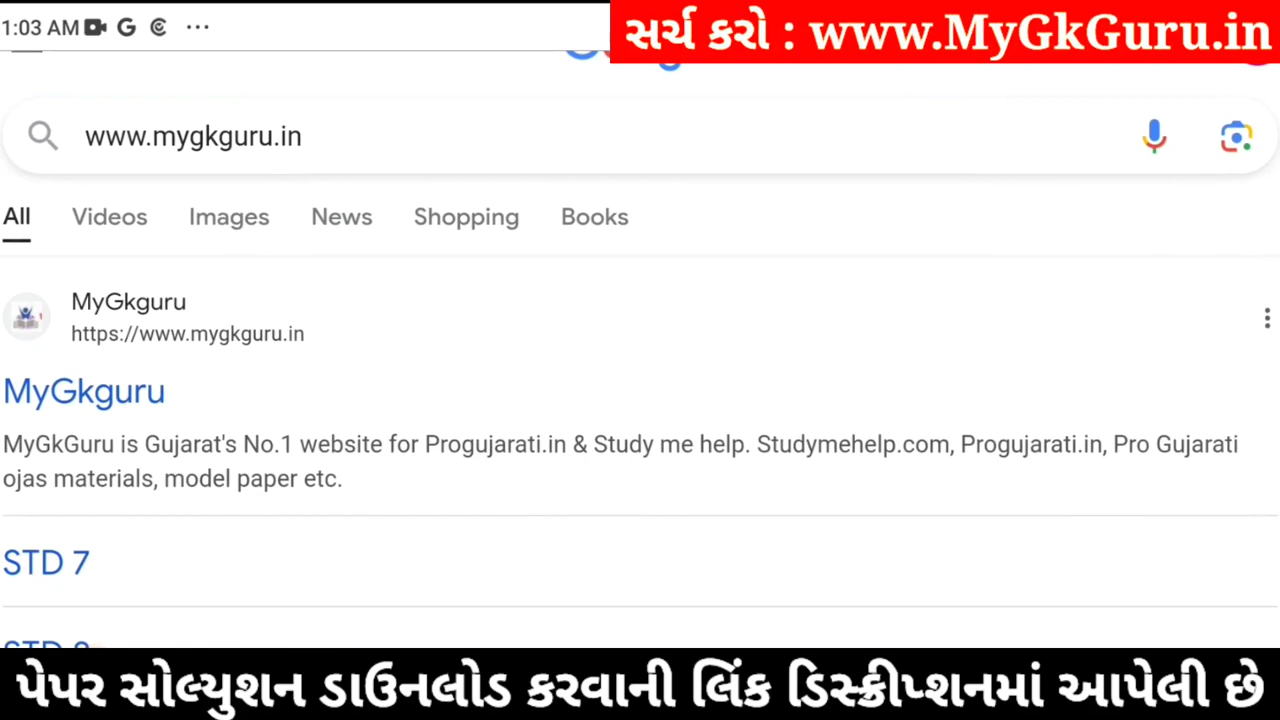 1:03 AM
સર્ચ કરો : www.MyGkGuru.in
www.mygkguru.in
All Videos Images News Shopping Books
MyGkguru
https://www.mygkguru.in
MyGkguru
MyGkGuru is Gujarat's No.1 website for Progujarati.in & Study me help. Studymehelp.com, Progujarati.in, Pro Gujarati
ojas materials, model paper etc.
STD 7
પેપર સોલ્યુશન ડાઉનલોડ કરવાની લિંક ડિસ્ક્રીપ્શનમાં આપેલી છે